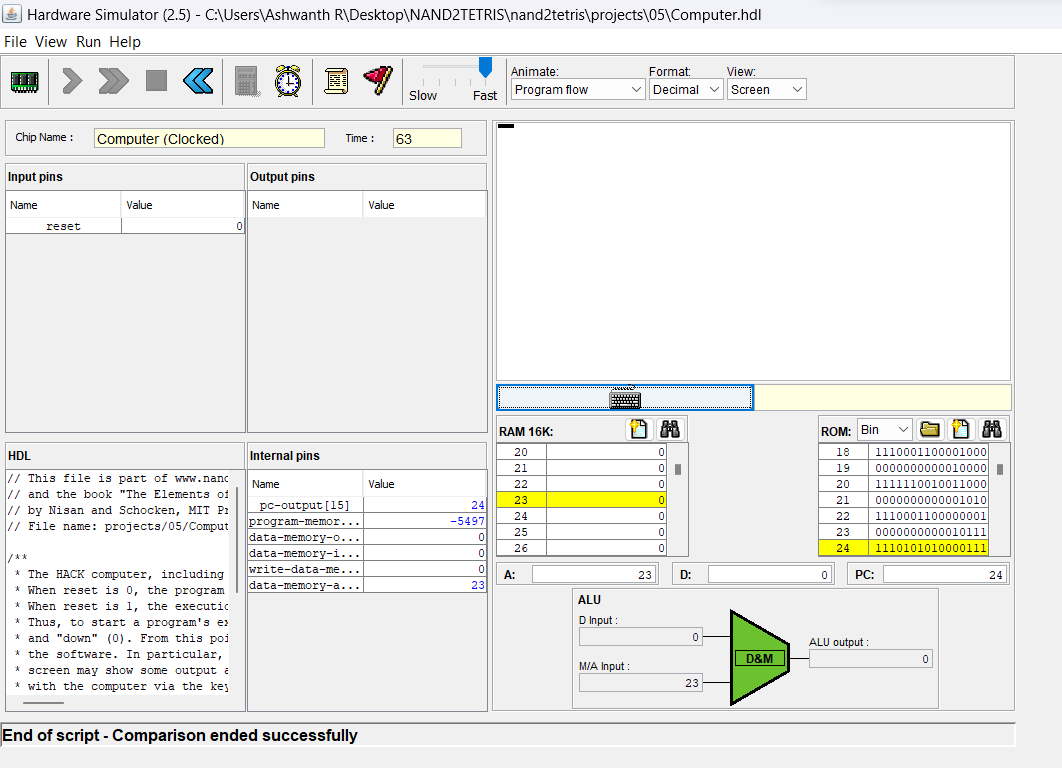 Hardware Simulator (2.5) - C:\Users\Ashwanth R\Desktop\NAND2TETRIS\nand2tetris\projects\05\Computer.hdl
File View Run Help
Slow Fast
Animate: Format: View:
Program flow Decimal Screen
Chip Name : Computer (Clocked) Time : 63
Input pins
Name Value
reset 0
Output pins
Name Value
HDL
// This file is part of www.nand
// and the book "The Elements of
// by Nisan and Schocken, MIT Pr
// File name: projects/05/Comput
/**
* The HACK computer, including
* When reset is 0, the program
* When reset is 1, the executio
* Thus, to start a program's ex
* and "down" (0). From this poi
* the software. In particular,
* screen may show some output a
* with the computer via the key
Internal pins
Name Value
pc-output[15] 24
program-memor... -5497
data-memory-o... 0
data-memory-i... 0
write-data-me... 0
data-memory-a... 23
RAM 16K:
20 0
21 0
22 0
23 0
24 0
25 0
26 0
ROM: Bin
18 1110001100001000
19 0000000000010000
20 1111110010011000
21 0000000000001010
22 1110001100000001
23 0000000000010111
24 1110101010000111
A: 23 D: 0 PC: 24
ALU
D Input :
0
M/A Input :
23
D&M
ALU output :
0
End of script - Comparison ended successfully